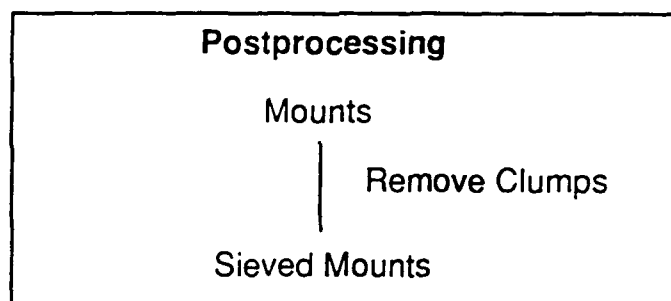 Postprocessing
Mounts
Remove Clumps
Sieved Mounts